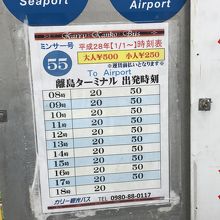 Seaport
Airport
Karry Kanko Bus
ミンサー号 平成28年【1/1~】時刻表
55
大人¥500 小人¥250
To Airport
離島ターミナル 出発時刻
08時 20 50
09時 20 50
10時 20 50
11時 20 50
12時 20 50
13時 20 50
14時 20 50
15時 20 50
16時 20 50
17時 20 50
18時 20
カリー観光バス TEL 0980-88-0117